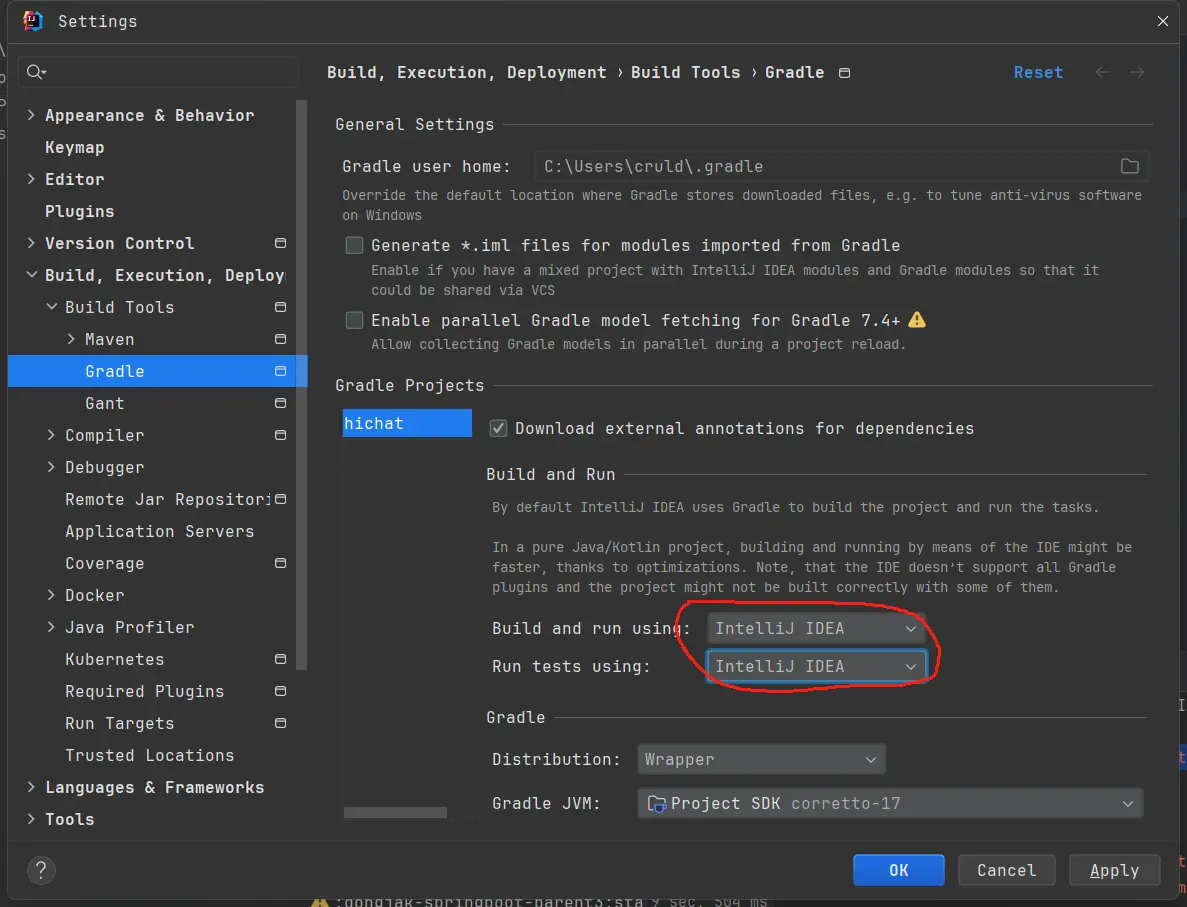 Settings
Build, Execution, Deployment › Build Tools › Gradle
Reset
Appearance & Behavior
Keymap
Editor
Plugins
Version Control
Build, Execution, Deploy
Build Tools
Maven
Gradle
Gant
Compiler
Debugger
Remote Jar Repositori
Application Servers
Coverage
Docker
Java Profiler
Kubernetes
Required Plugins
Run Targets
Trusted Locations
Languages & Frameworks
Tools
General Settings
Gradle user home: C:\Users\cruld\.gradle
Override the default location where Gradle stores downloaded files, e.g. to tune anti-virus software
on Windows
Generate *.iml files for modules imported from Gradle
Enable if you have a mixed project with IntelliJ IDEA modules and Gradle modules so that it
could be shared via VCS
Enable parallel Gradle model fetching for Gradle 7.4+
Allow collecting Gradle models in parallel during a project reload.
Gradle Projects
hichat
Download external annotations for dependencies
Build and Run
By default IntelliJ IDEA uses Gradle to build the project and run the tasks.
In a pure Java/Kotlin project, building and running by means of the IDE might be
faster, thanks to optimizations. Note, that the IDE doesn't support all Gradle
plugins and the project might not be built correctly with some of them.
Build and run using: IntelliJ IDEA
Run tests using: IntelliJ IDEA
Gradle
Distribution: Wrapper
Gradle JVM: Project SDK corretto-17
?
OK
Cancel
Apply
:gongjak-springboot-parent3:sta 9 sec, 504 ms